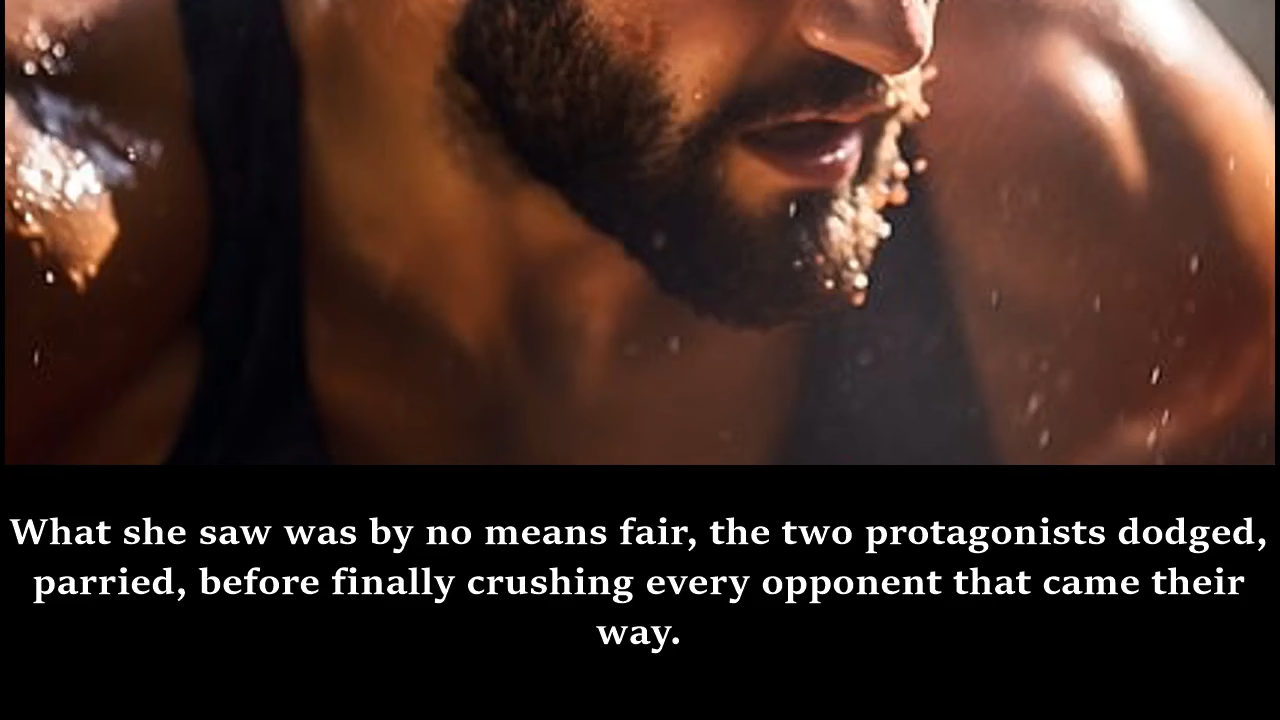 What she saw was by no means fair, the two protagonists dodged,
parried, before finally crushing every opponent that came their
way.